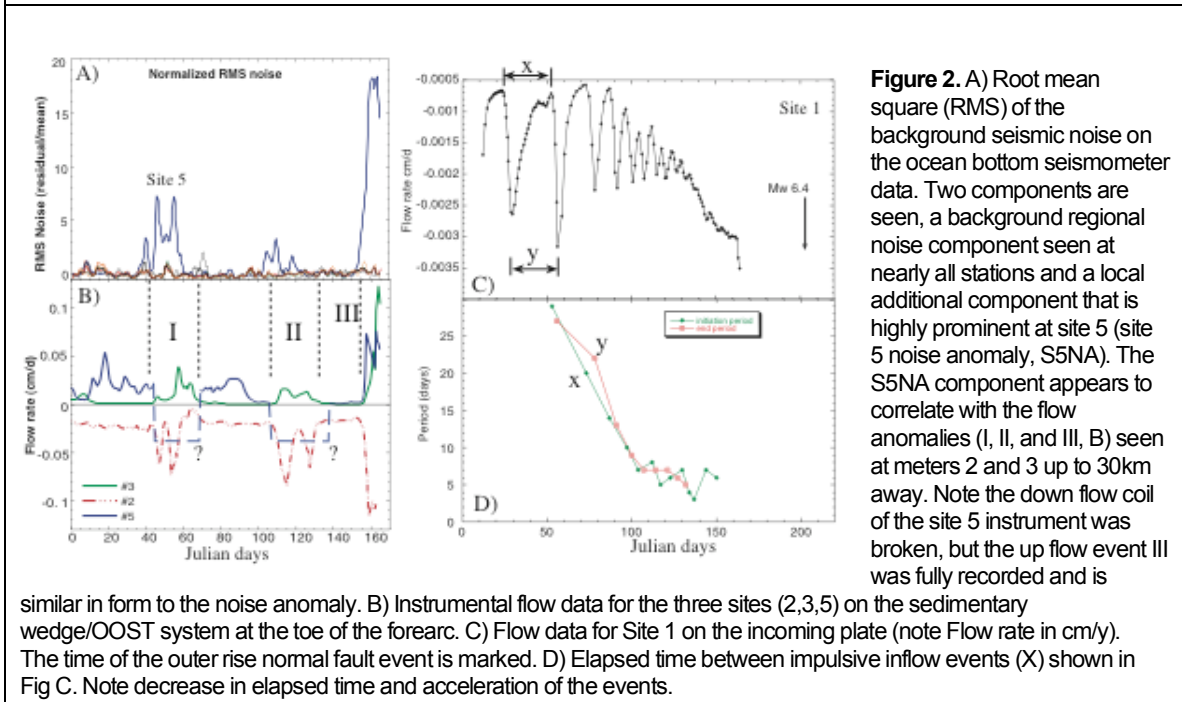 A)
Normalized RMS noise
Site 5
RMS Noise (residual/mean)
20
15
10
5
0
B)
I
II
III
Flow rate (cm/d)
0.1
0.05
0
-0.05
-0.1
?
?
#3
#2
#5
0 20 40 60 80 100 120 140 160
Julian days
x
Site 1
Mw 6.4
y
C)
Flow rate cm/d
-0.0005
-0.001
-0.0015
-0.002
-0.0025
-0.003
-0.0035
initiation period
end period
y
x
D)
Period (days)
25
20
15
10
5
0
0 50 100 150 200
Julian days
Figure 2. A) Root mean
square (RMS) of the
background seismic noise on
the ocean bottom seismometer
data. Two components are
seen, a background regional
noise component seen at
nearly all stations and a local
additional component that is
highly prominent at site 5 (site
5 noise anomaly, S5NA). The
S5NA component appears to
correlate with the flow
anomalies (I, II, and III, B) seen
at meters 2 and 3 up to 30km
away. Note the down flow coil
of the site 5 instrument was
broken, but the up flow event III
was fully recorded and is
similar in form to the noise anomaly. B) Instrumental flow data for the three sites (2,3,5) on the sedimentary
wedge/OOST system at the toe of the forearc. C) Flow data for Site 1 on the incoming plate (note Flow rate in cm/y).
The time of the outer rise normal fault event is marked. D) Elapsed time between impulsive inflow events (X) shown in
Fig C. Note decrease in elapsed time and acceleration of the events.